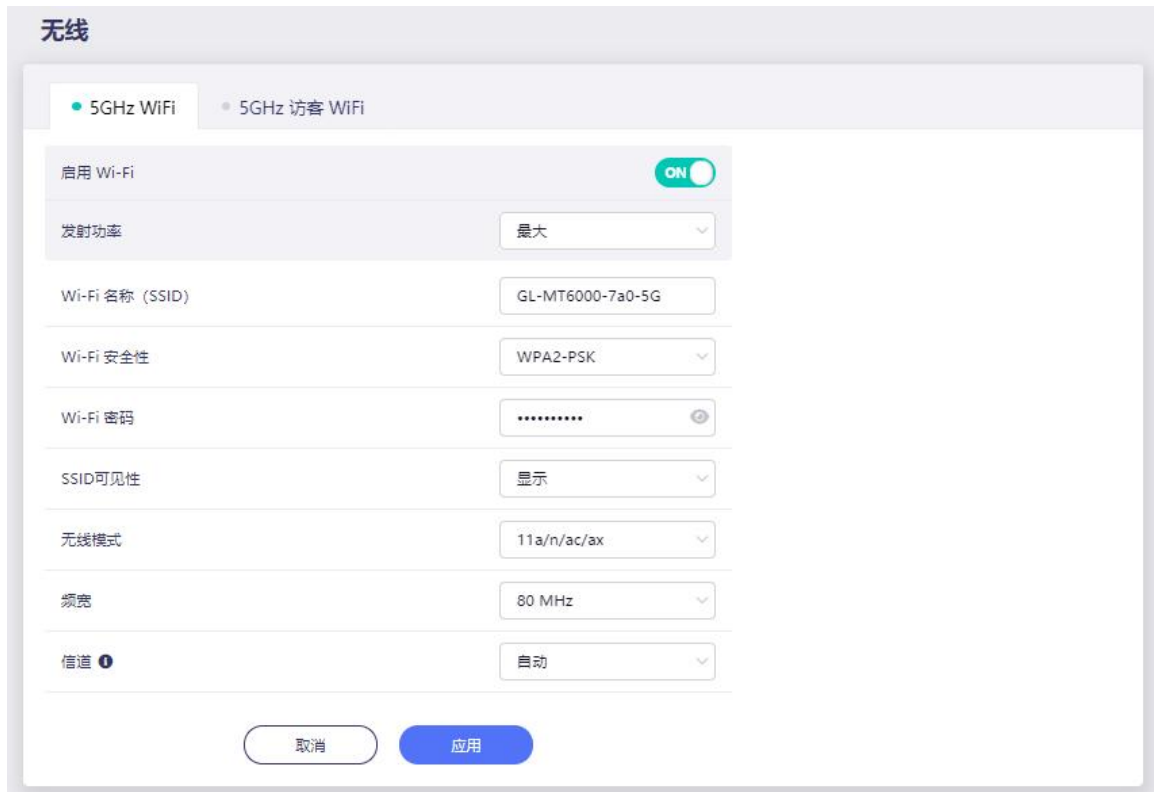 无线
5GHz WiFi 5GHz 访客 WiFi
启用 Wi-Fi ON
发射功率 最大
Wi-Fi 名称（SSID） GL-MT6000-7a0-5G
Wi-Fi 安全性 WPA2-PSK
Wi-Fi 密码 ••••••••••
SSID可见性 显示
无线模式 11a/n/ac/ax
频宽 80 MHz
信道 自动
取消 应用